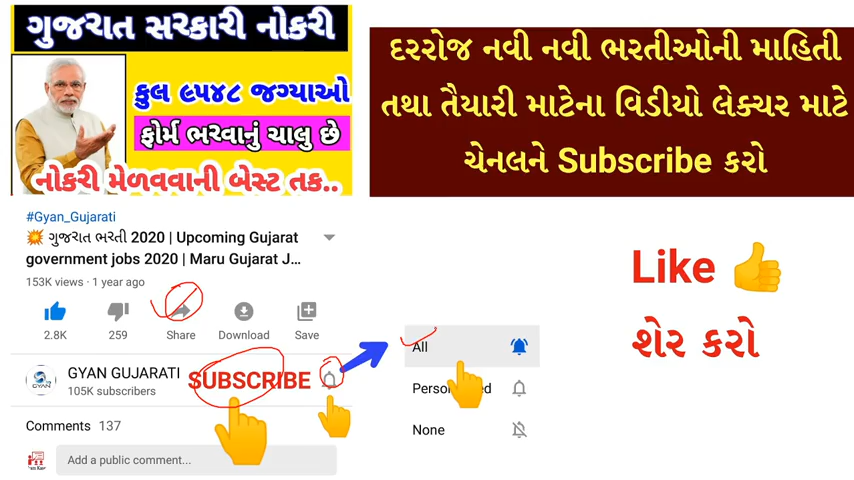 ગુજરાત સરકારી નોકરી
કુલ ૯૫૪૮ જગ્યાઓ
ફોર્મ ભરવાનું ચાલુ છે
નોકરી મેળવવાની બેસ્ટ તક..
દરરોજ નવી નવી ભરતીઓની માહિતી
તથા તૈયારી માટેના વિડીયો લેક્ચર માટે
ચેનલને Subscribe કરો
#Gyan_Gujarati
ગુજરાત ભરતી 2020 | Upcoming Gujarat
government jobs 2020 | Maru Gujarat J...
153K views · 1 year ago
2.8K 259 Share Download Save
GYAN GUJARATI
105K subscribers
SUBSCRIBE
Comments 137
Add a public comment...
All
None
Like
શેર કરો
GYAN